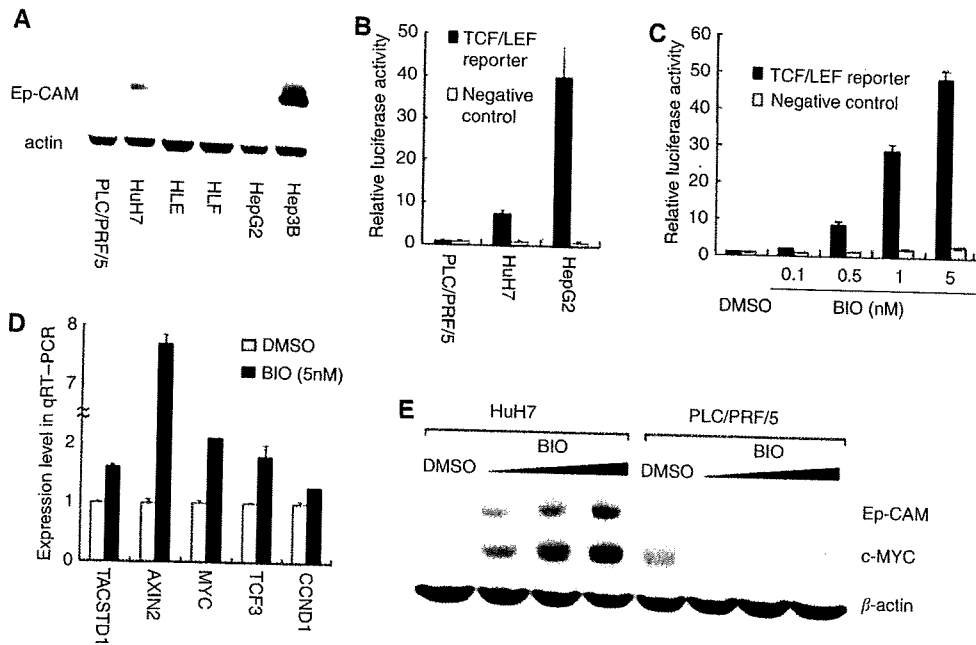 A
Ep-CAM
actin
PLC/PRF/5
HuH7
HLE
HLF
HepG2
Hep3B
B
Relative luciferase activity
50
40
30
20
10
0
TCF/LEF
reporter
Negative
control
PLC/PRF/5
HuH7
HepG2
C
Relative luciferase activity
60
50
40
30
20
10
0
TCF/LEF reporter
Negative control
0.1
0.5
1
5
DMSO
BIO (nM)
D
Expression level in qRT–PCR
8
7
≈
2
1
0
DMSO
BIO (5nM)
TACSTD1
AXIN2
MYC
TCF3
CCND1
E
HuH7
PLC/PRF/5
BIO
BIO
DMSO
DMSO
Ep-CAM
c-MYC
β-actin